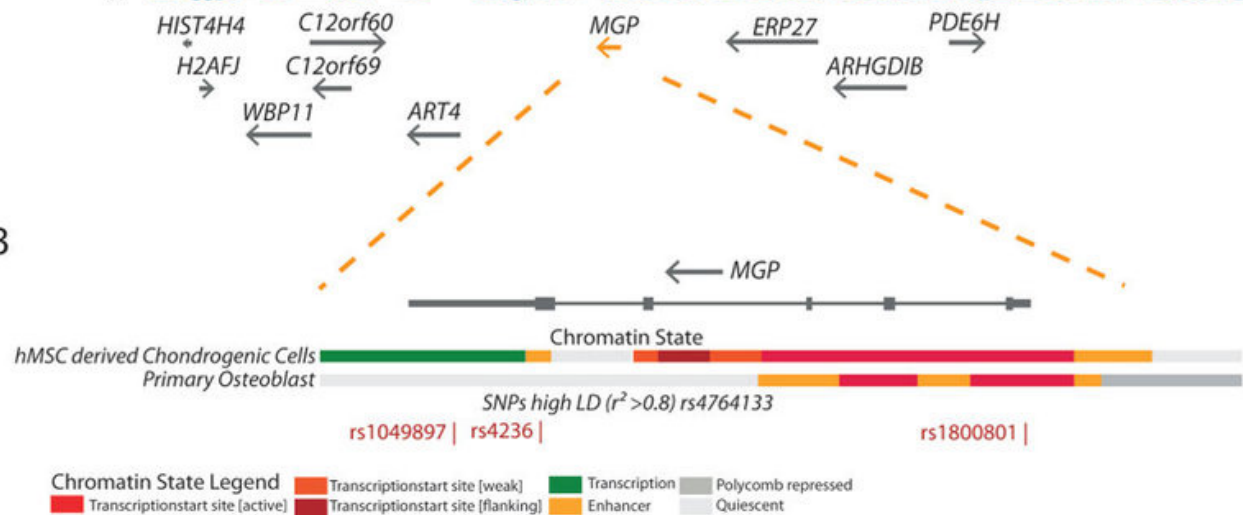 HIST4H4 C12orf60 MGP ERP27 PDE6H
H2AFJ C12orf69 ARHGDIB
WBP11 ART4
B
MGP
Chromatin State
hMSC derived Chondrogenic Cells
Primary Osteoblast
SNPs high LD (r² >0.8) rs4764133
rs1049897 | rs4236 | rs1800801 |
Chromatin State Legend
Transcriptionstart site [weak] Transcription Polycomb repressed
Transcriptionstart site [active] Transcriptionstart site [flanking] Enhancer Quiescent